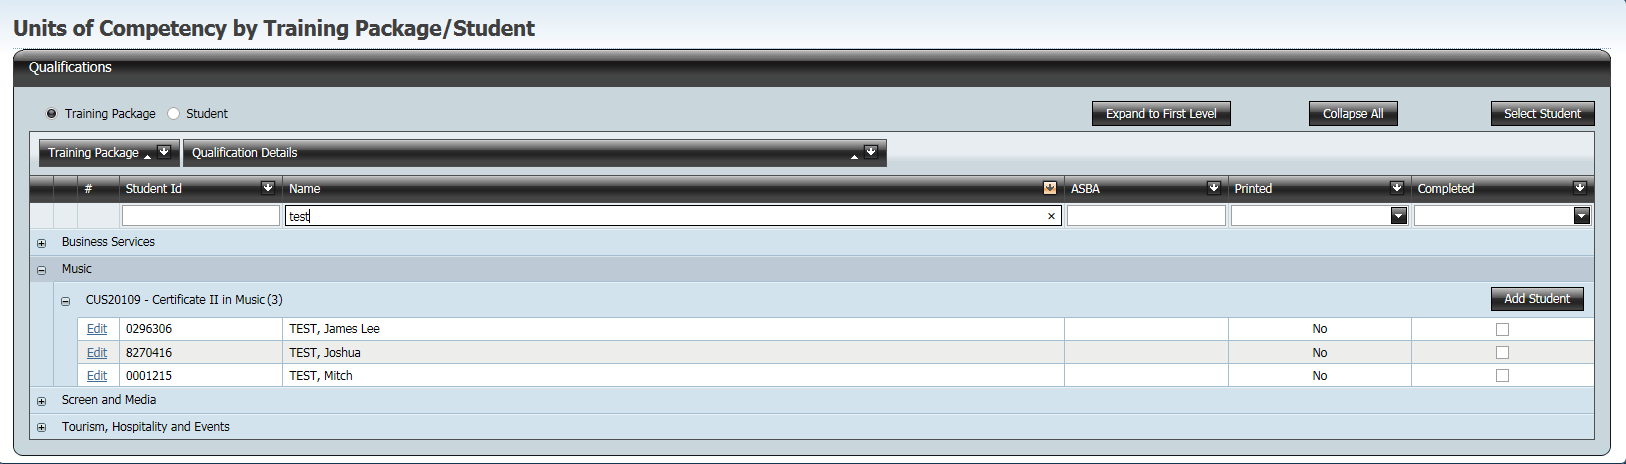 Units of Competency by Training Package/Student
Qualifications
Training Package Student Expand to First Level Collapse All Select Student
Training Package Qualification Details
# Student Id Name ASBA Printed Completed
test ×
Business Services
Music
CUS20109 - Certificate II in Music (3) Add Student
Edit 0296306 TEST, James Lee No
Edit 8270416 TEST, Joshua No
Edit 0001215 TEST, Mitch No
Screen and Media
Tourism, Hospitality and Events